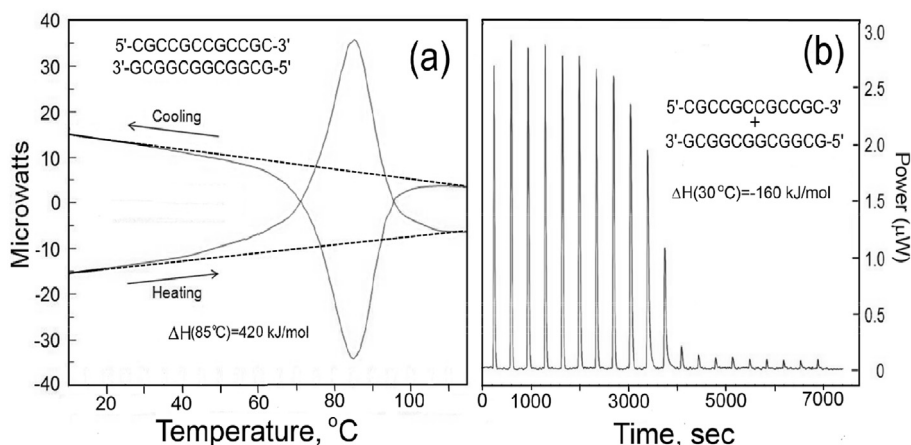 40
30
20
10
0
-10
-20
-30
-40
Microwatts
5'-CGCCGCCGCCGC-3'
3'-GCGGCGGCGGCG-5'
(a)
Cooling
Heating
ΔH(85°C)=420 kJ/mol
20 40 60 80 100
Temperature, °C
(b)
5'-CGCCGCCGCCGC-3'
+
3'-GCGGCGGCGGCG-5'
ΔH(30°C)=-160 kJ/mol
3.0
2.5
2.0
1.5
1.0
0.5
0
Power (μW)
0 1000 3000 5000 7000
Time, sec